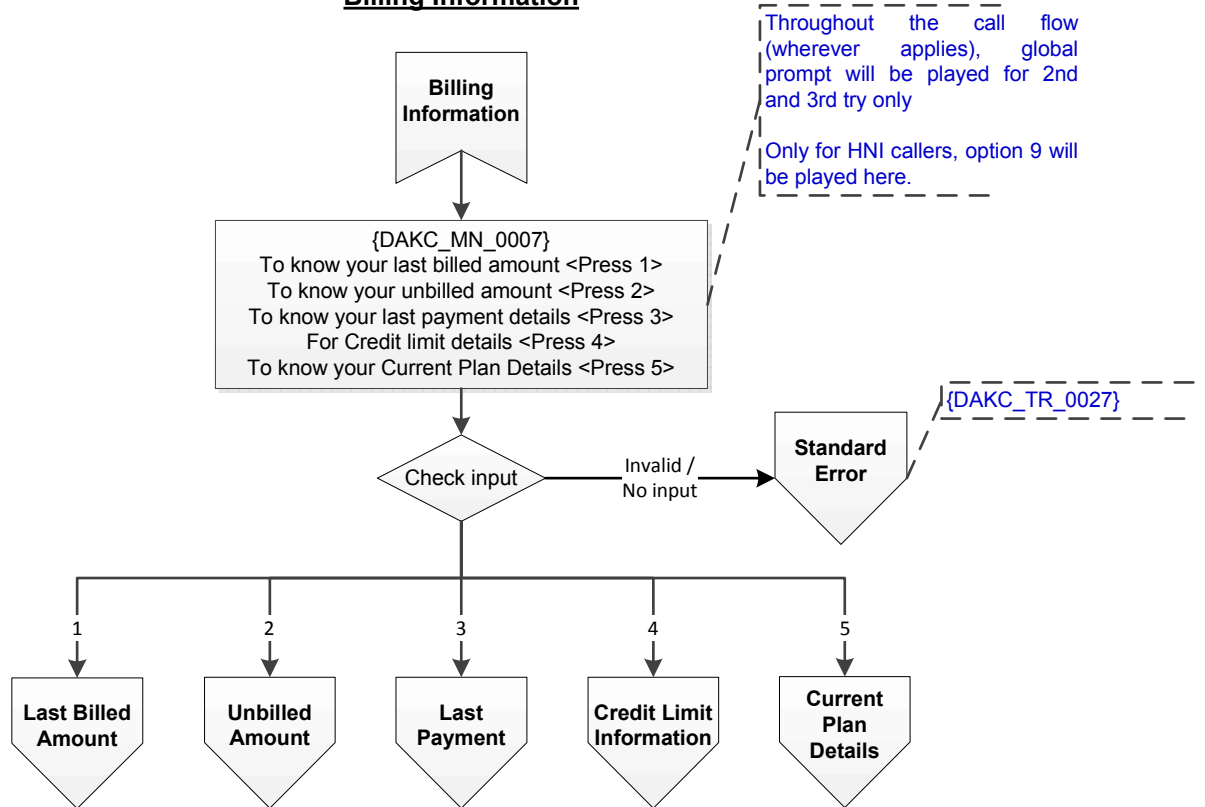 Billing Information
Throughout the call flow
(wherever applies), global
prompt will be played for 2nd
and 3rd try only
Only for HNI callers, option 9 will
be played here.
Billing
Information
{DAKC_MN_0007}
To know your last billed amount <Press 1>
To know your unbilled amount <Press 2>
To know your last payment details <Press 3>
For Credit limit details <Press 4>
To know your Current Plan Details <Press 5>
{DAKC_TR_0027}
Standard
Error
Check input
Invalid /
No input
1
2
3
4
5
Last Billed
Amount
Unbilled
Amount
Last
Payment
Credit Limit
Information
Current
Plan
Details